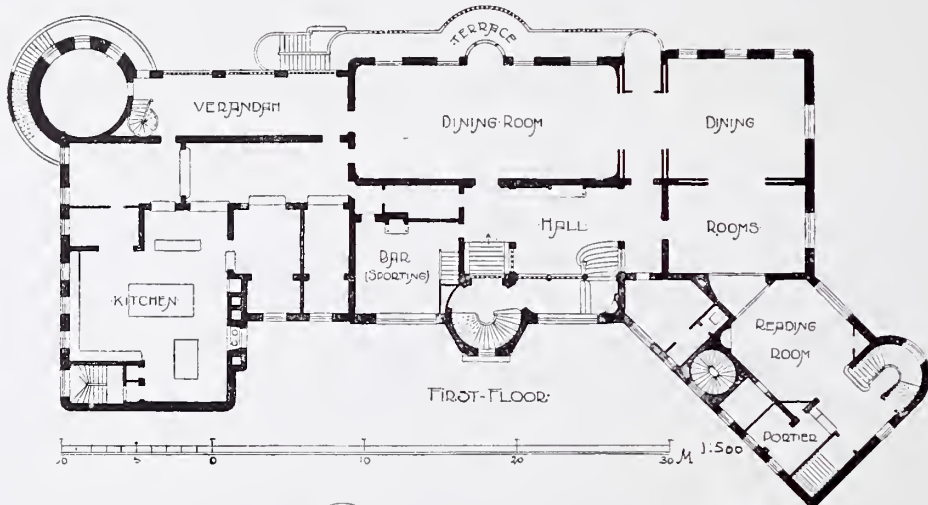 TERRACE
VERANDAH
DINING·ROOM
DINING
HALL
ROOMS
BAR
(SPORTING)
·KITCHEN·
READING
ROOM
FIRST-FLOOR·
PORTIER
10 5 0 10 20 30 M 1:500